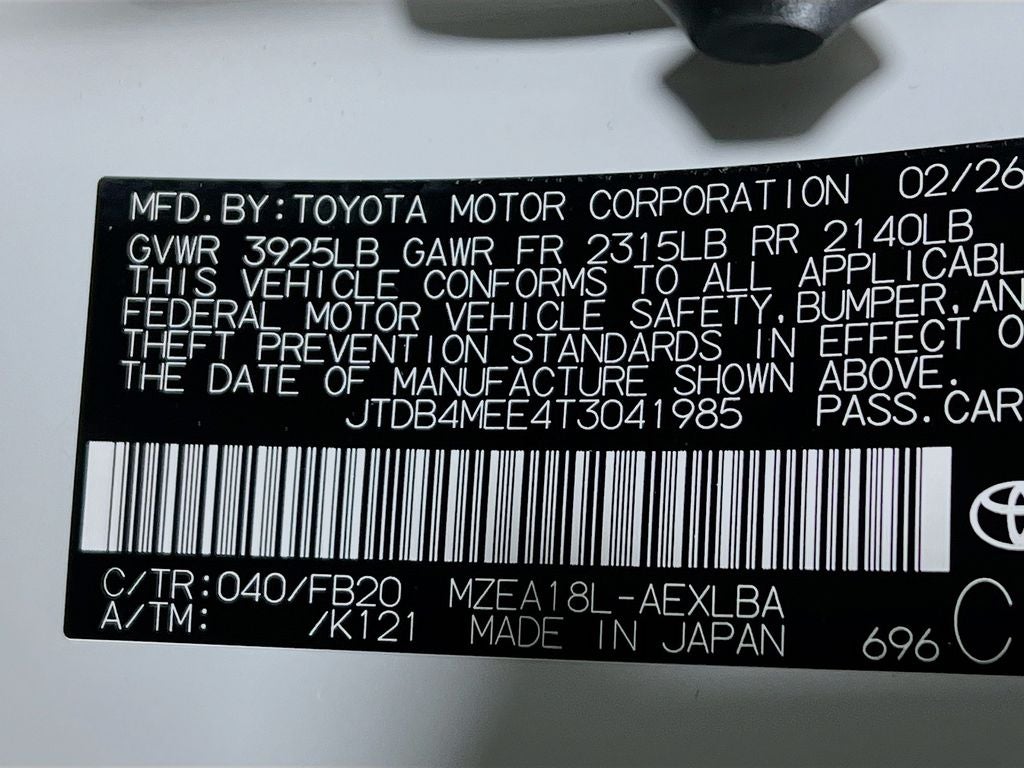 MFD.BY:TOYOTA MOTOR CORPORATION 02/26
GVWR 3925LB GAWR FR 2315LB RR 2140LB
THIS VEHICLE CONFORMS TO ALL APPLICABL
FEDERAL MOTOR VEHICLE SAFETY,BUMPER,AN
THEFT PREVENTION STANDARDS IN EFFECT O
THE DATE OF MANUFACTURE SHOWN ABOVE.
JTDB4MEE4T3041985 PASS.CAR
C/TR:040/FB20 MZEA18L-AEXLBA
A/TM: /K121 MADE IN JAPAN 696 C